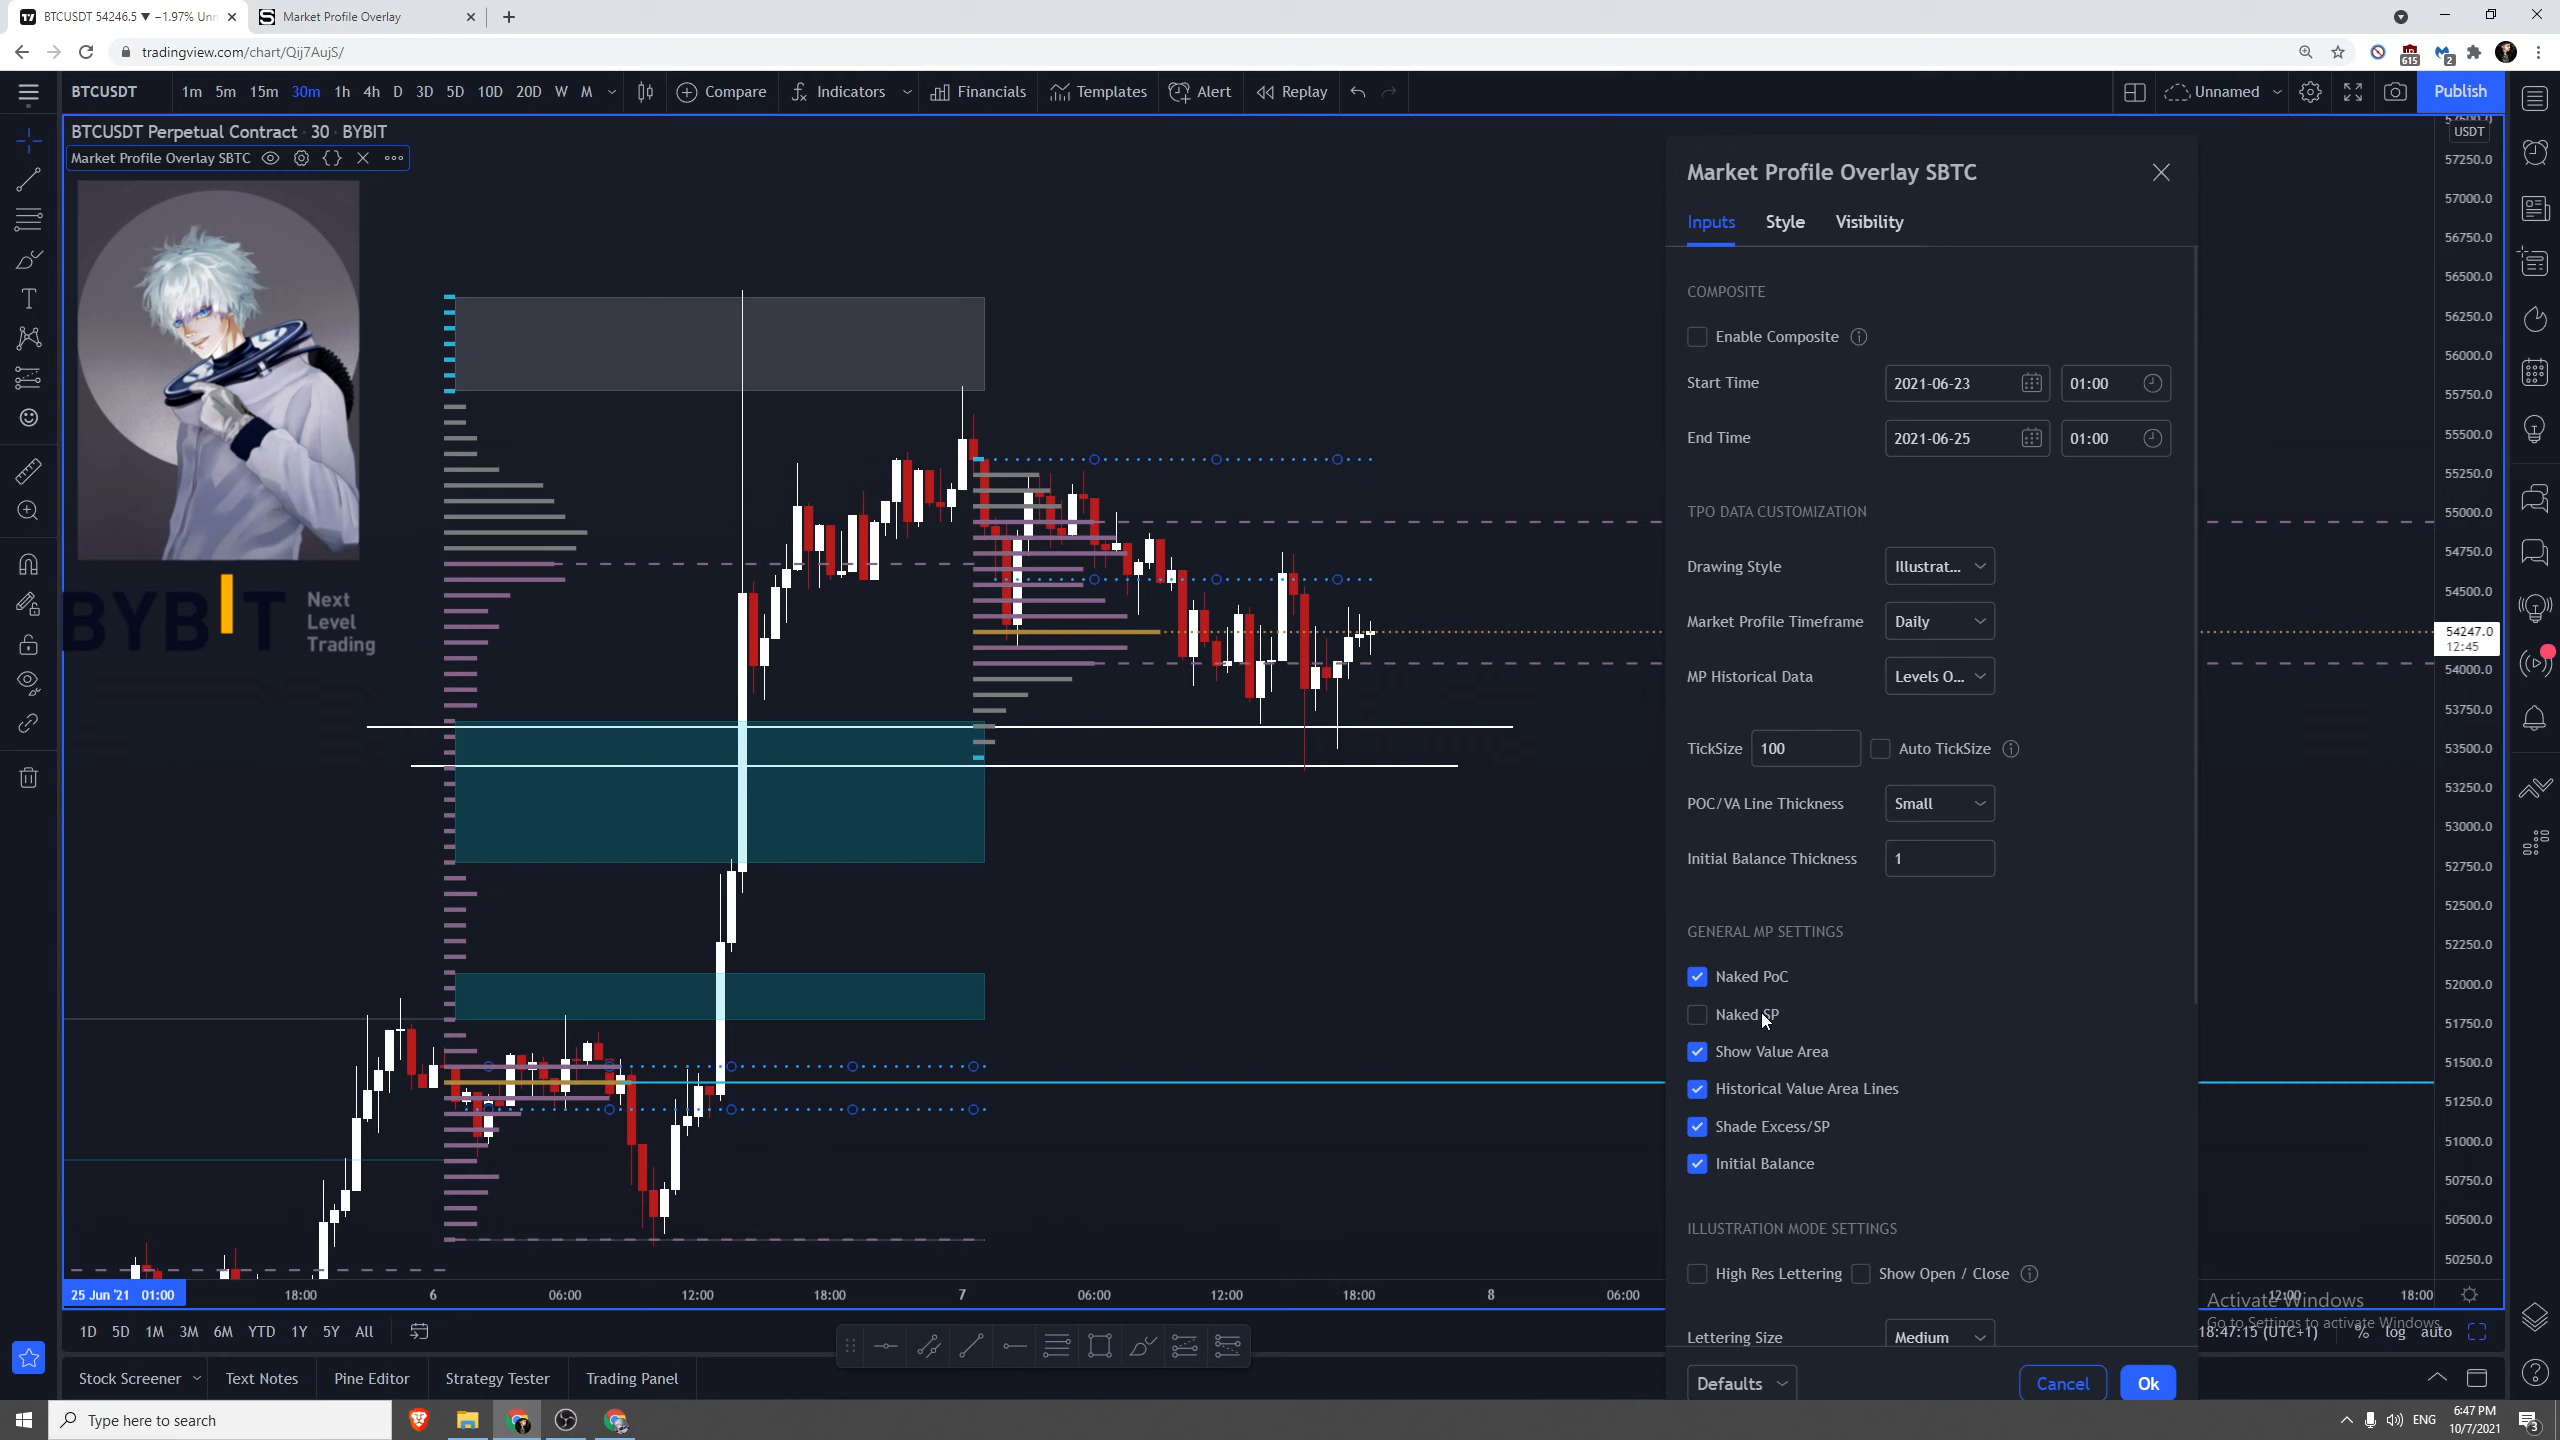 BTCUSDT 54246.5 ▼ −1.97% Unn
Market Profile Overlay
tradingview.com/chart/Qij7AujS/
615
2
BTCUSDT
1m 5m 15m 30m 1h 4h D 3D 5D 10D 20D W M
Compare
Indicators
Financials
Templates
Alert
Replay
Unnamed
Publish
BTCUSDT Perpetual Contract · 30 · BYBIT
Market Profile Overlay SBTC
BYBIT
Next
Level
Trading
Market Profile Overlay SBTC
Inputs Style Visibility
COMPOSITE
Enable Composite
Start Time 2021-06-23 01:00
End Time 2021-06-25 01:00
TPO DATA CUSTOMIZATION
Drawing Style Illustrat...
Market Profile Timeframe Daily
MP Historical Data Levels O...
TickSize 100 Auto TickSize
POC/VA Line Thickness Small
Initial Balance Thickness 1
GENERAL MP SETTINGS
Naked PoC
Naked SP
Show Value Area
Historical Value Area Lines
Shade Excess/SP
Initial Balance
ILLUSTRATION MODE SETTINGS
High Res Lettering Show Open / Close
Lettering Size Medium
Defaults Cancel Ok
USDT
57250.0
57000.0
56750.0
56500.0
56250.0
56000.0
55750.0
55500.0
55250.0
55000.0
54750.0
54500.0
54247.0
12:45
54000.0
53750.0
53500.0
53250.0
53000.0
52750.0
52500.0
52250.0
52000.0
51750.0
51500.0
51250.0
51000.0
50750.0
50500.0
50250.0
25 Jun '21 01:00 18:00 6 06:00 12:00 18:00 7 06:00 12:00 18:00 8 06:00 12:00 18:00
Activate Windows
Go to Settings to activate Windows.
1D 5D 1M 3M 6M YTD 1Y 5Y All
18:47:15 (UTC+1) % log auto
Stock Screener Text Notes Pine Editor Strategy Tester Trading Panel
Type here to search
ENG
6:47 PM
10/7/2021
3